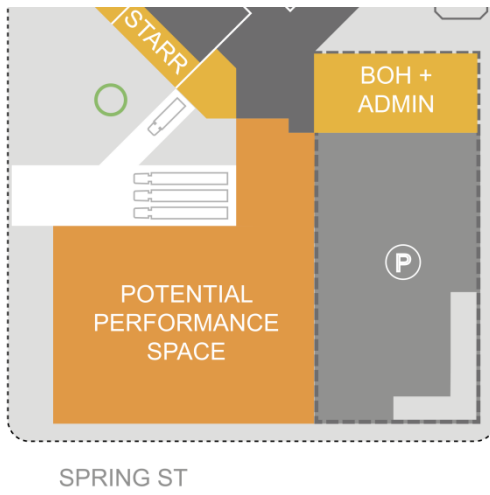 STARR
BOH +
ADMIN
P
POTENTIAL
PERFORMANCE
SPACE
SPRING ST